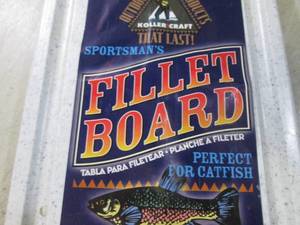 KOLLER CRAFT
THAT LAST!
SPORTSMAN'S
FILLET
BOARD
TABLA PARA FILETEAR • PLANCHE A FILETER
PERFECT
FOR CATFISH